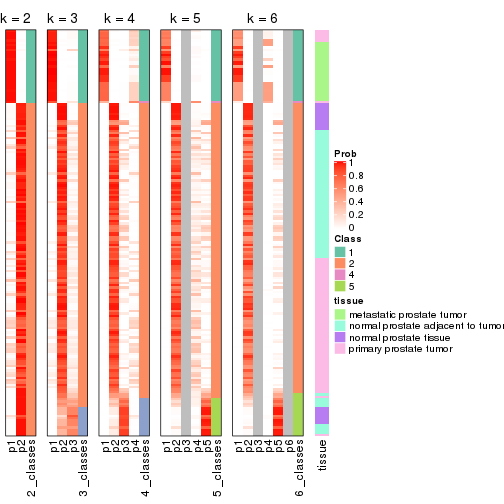 k = 2 k = 3 k = 4 k = 5 k = 6
Prob
1
0.8
0.6
0.4
0.2
0
Class
1
2
4
5
tissue
metastatic prostate tumor
normal prostate adjacent to tumor
normal prostate tissue
primary prostate tumor
p1 p2 2_classes p1 p2 p3 3_classes p1 p2 p3 p4 4_classes p1 p2 p3 p4 p5 5_classes p1 p2 p3 p4 p5 p6 6_classes tissue